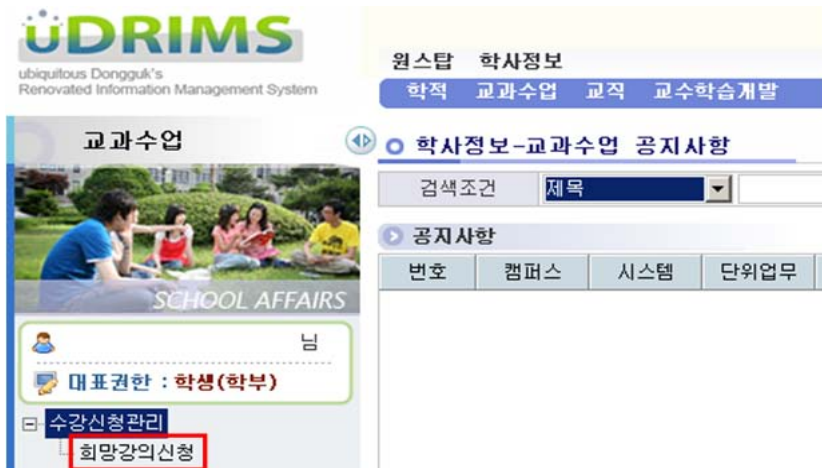 uDRIMS
ubiquitous Dongguk's
Renovated Information Management System
원스탑 학사정보
학적 교과수업 교직 교수학습개발
교과수업
학사정보-교과수업 공지사항
검색조건 제목
공지사항
번호 캠퍼스 시스템 단위업무
SCHOOL AFFAIRS
님
대표권한 : 학생(학부)
수강신청관리
희망강의신청